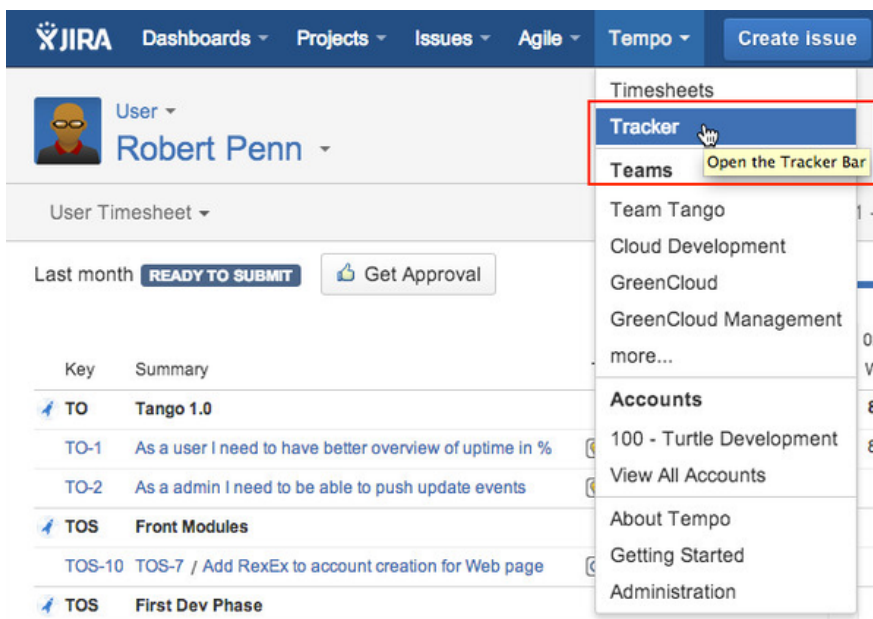 JIRA Dashboards Projects Issues Agile Tempo Create issue
User
Robert Penn
User Timesheet
Last month READY TO SUBMIT Get Approval
Key Summary
TO Tango 1.0
TO-1 As a user I need to have better overview of uptime in %
TO-2 As a admin I need to be able to push update events
TOS Front Modules
TOS-10 TOS-7 / Add RexEx to account creation for Web page
TOS First Dev Phase
Timesheets
Tracker
Open the Tracker Bar
Teams
Team Tango
Cloud Development
GreenCloud
GreenCloud Management
more...
Accounts
100 - Turtle Development
View All Accounts
About Tempo
Getting Started
Administration